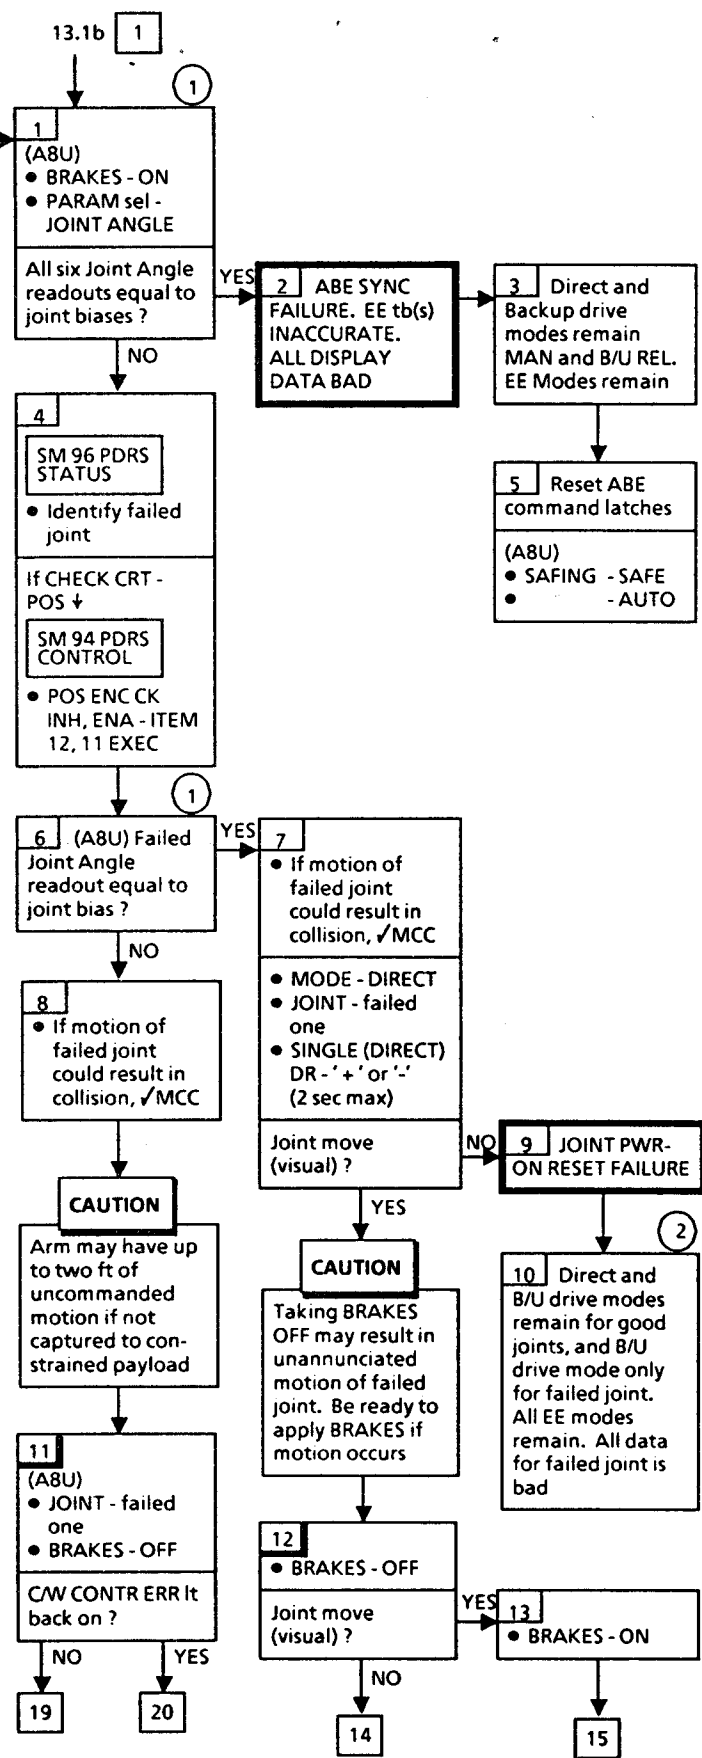 13.1b 1
1
1
(A8U)
• BRAKES - ON
• PARAM sel -
JOINT ANGLE
All six Joint Angle
readouts equal to
joint biases ?
YES
NO
2 ABE SYNC
FAILURE. EE tb(s)
INACCURATE.
ALL DISPLAY
DATA BAD
3 Direct and
Backup drive
modes remain
MAN and B/U REL.
EE Modes remain
4
SM 96 PDRS
STATUS
• Identify failed
joint
If CHECK CRT -
POS ↓
SM 94 PDRS
CONTROL
• POS ENC CK
INH, ENA - ITEM
12, 11 EXEC
5 Reset ABE
command latches
(A8U)
• SAFING - SAFE
• - AUTO
1
6 (A8U) Failed
Joint Angle
readout equal to
joint bias ?
YES
NO
7
• If motion of
failed joint
could result in
collision, ✓MCC
• MODE - DIRECT
• JOINT - failed
one
• SINGLE (DIRECT)
DR - '+' or '-'
(2 sec max)
Joint move
(visual) ?
NO
YES
8
• If motion of
failed joint
could result in
collision, ✓MCC
9 JOINT PWR-
ON RESET FAILURE
2
10 Direct and
B/U drive modes
remain for good
joints, and B/U
drive mode only
for failed joint.
All EE modes
remain. All data
for failed joint is
bad
CAUTION
Arm may have up
to two ft of
uncommanded
motion if not
captured to con-
strained payload
CAUTION
Taking BRAKES
OFF may result in
unannunciated
motion of failed
joint. Be ready to
apply BRAKES if
motion occurs
11
(A8U)
• JOINT - failed
one
• BRAKES - OFF
C/W CONTR ERR lt
back on ?
NO YES
19 20
12
• BRAKES - OFF
Joint move
(visual) ?
YES
NO
14
13
• BRAKES - ON
15